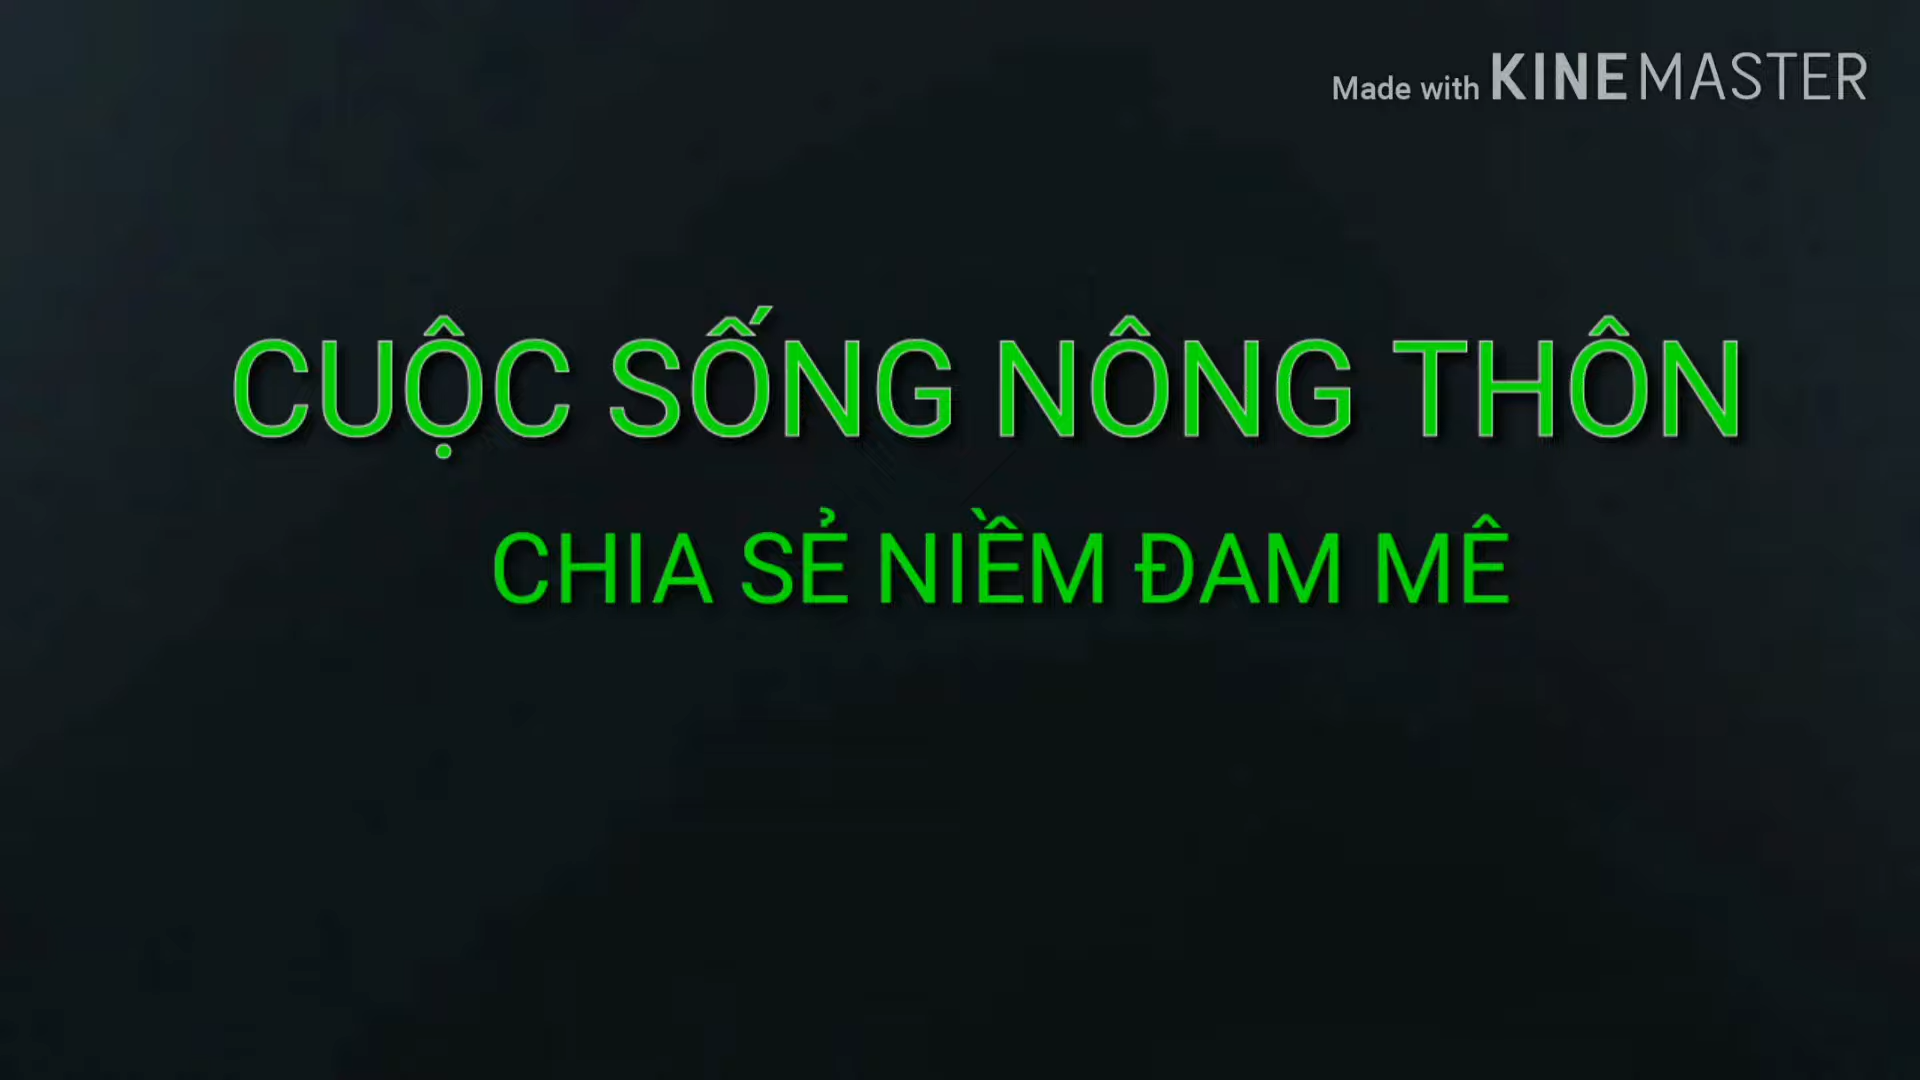 Made with KINEMASTER
CUỘC SỐNG NÔNG THÔN
CHIA SẺ NIỀM ĐAM MÊ